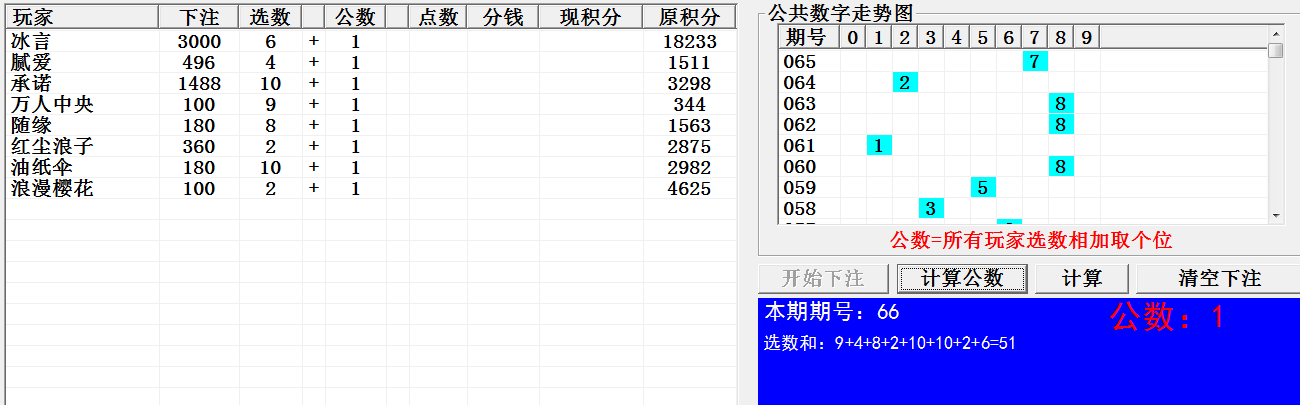 玩家 下注 选数 公数 点数 分钱 现积分 原积分
冰言 3000 6 + 1 18233
腻爱 496 4 + 1 1511
承诺 1488 10 + 1 3298
万人中央 100 9 + 1 344
随缘 180 8 + 1 1563
红尘浪子 360 2 + 1 2875
油纸伞 180 10 + 1 2982
浪漫樱花 100 2 + 1 4625
公共数字走势图
期号 0 1 2 3 4 5 6 7 8 9
065 7
064 2
063 8
062 8
061 1
060 8
059 5
058 3
公数=所有玩家选数相加取个位
开始下注 计算公数 计算 清空下注
本期期号：66 公数：1
选数和：9+4+8+2+10+10+2+6=51